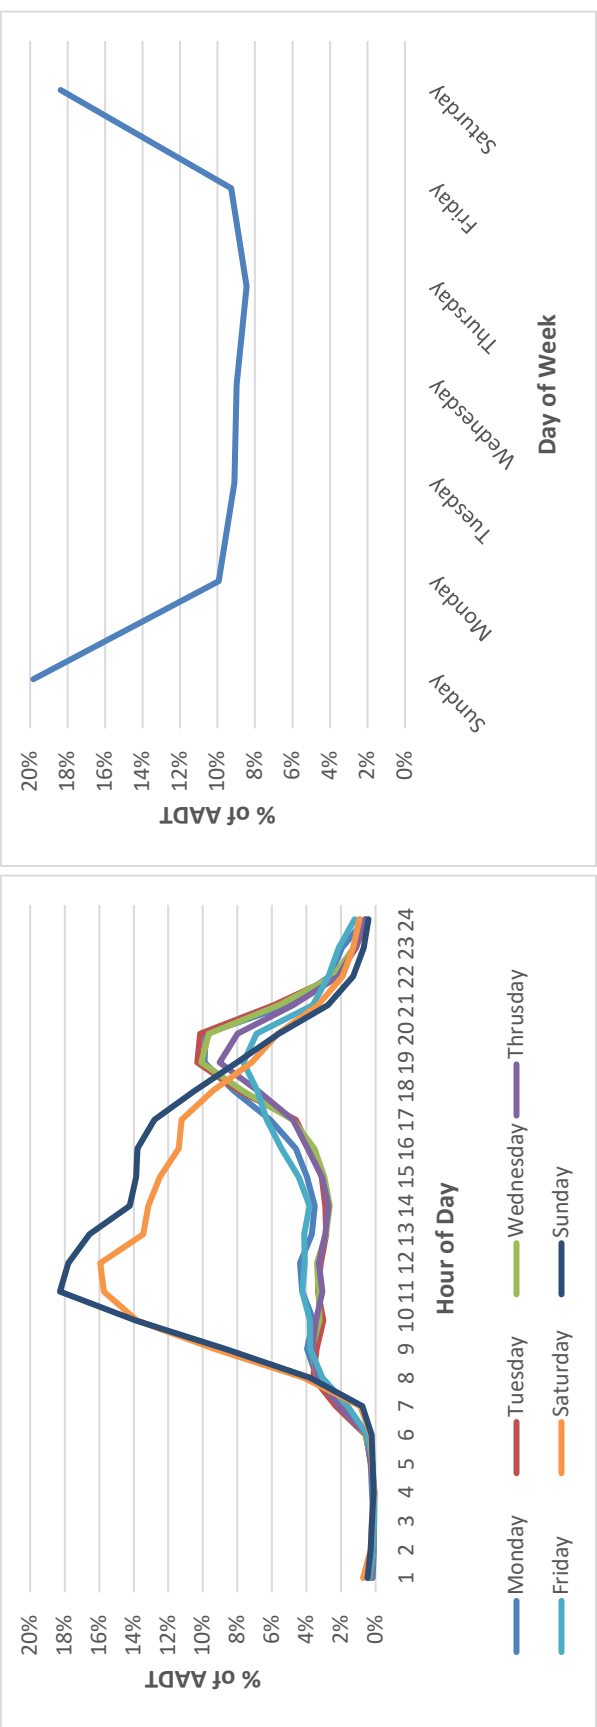 20%
18%
16%
14%
12%
10%
8%
6%
4%
2%
0%
% of AADT
1 2 3 4 5 6 7 8 9 10 11 12 13 14 15 16 17 18 19 20 21 22 23 24
Hour of Day
Monday Tuesday Wednesday Thrusday
Friday Saturday Sunday
20%
18%
16%
14%
12%
10%
8%
6%
4%
2%
0%
% of AADT
Sunday Monday Tuesday Wednesday Thursday Friday Saturday
Day of Week